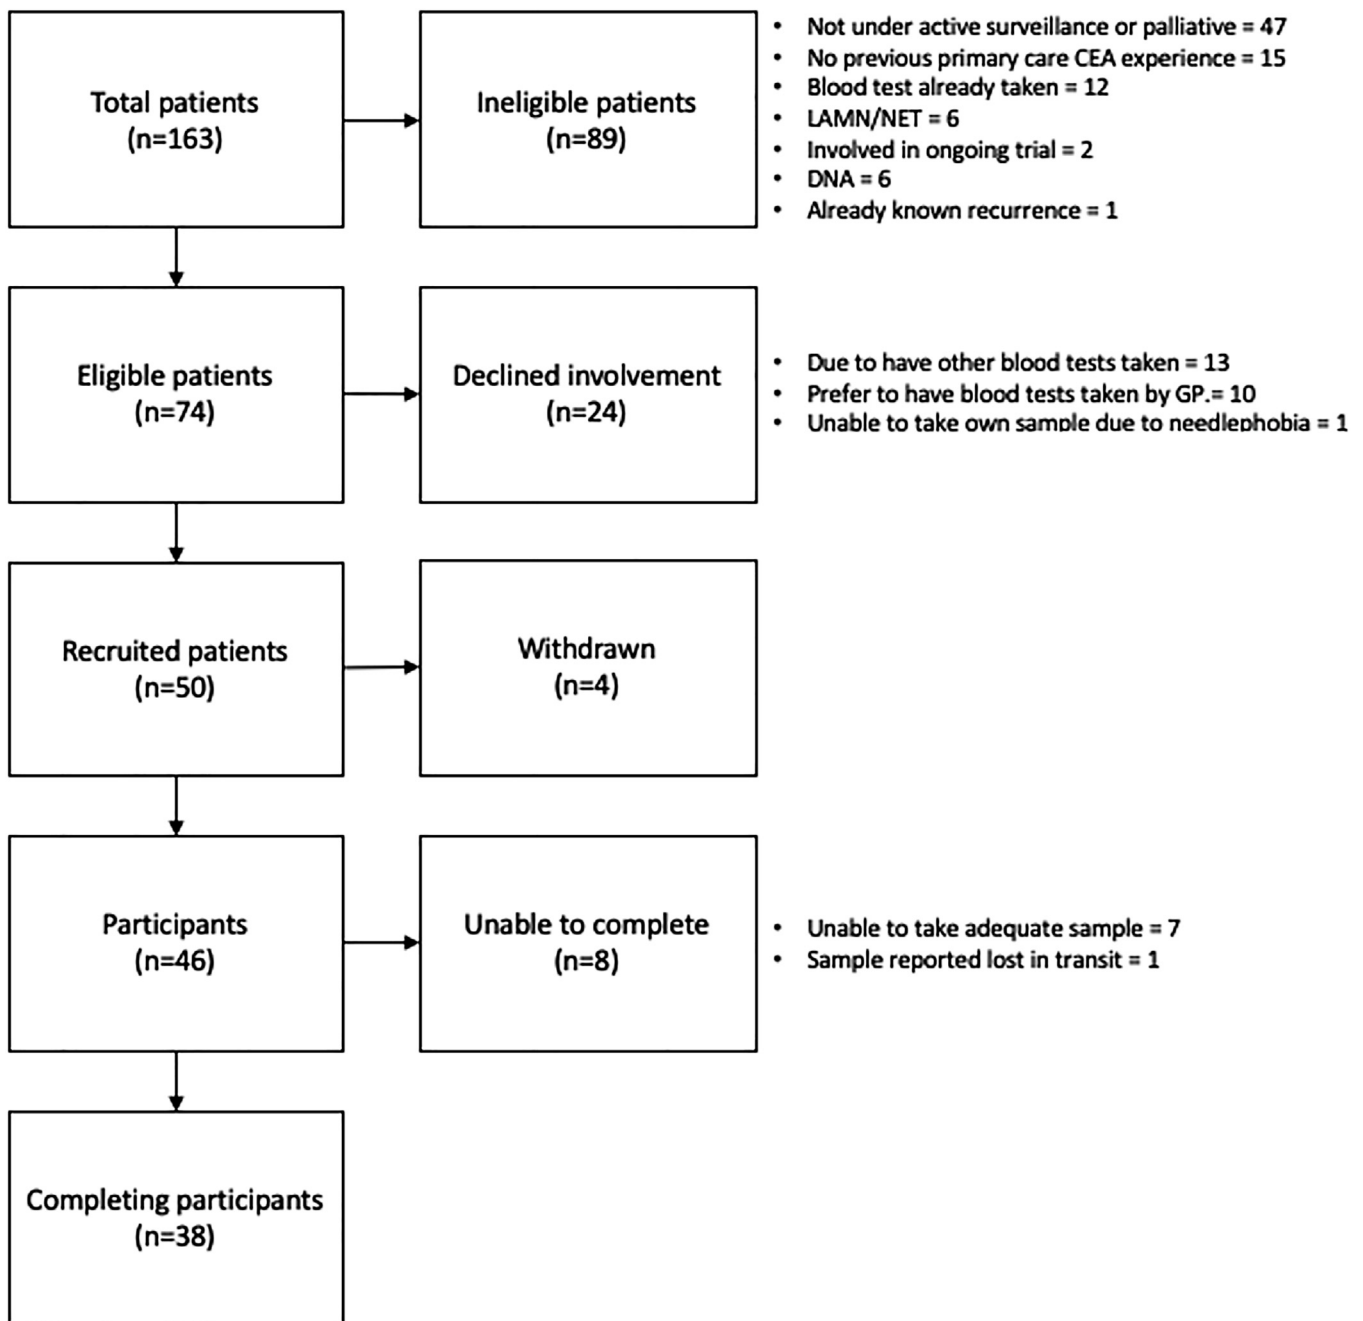 Total patients
(n=163)
Ineligible patients
(n=89)
• Not under active surveillance or palliative = 47
• No previous primary care CEA experience = 15
• Blood test already taken = 12
• LAMN/NET = 6
• Involved in ongoing trial = 2
• DNA = 6
• Already known recurrence = 1
Eligible patients
(n=74)
Declined involvement
(n=24)
• Due to have other blood tests taken = 13
• Prefer to have blood tests taken by GP.= 10
• Unable to take own sample due to needlephobia = 1
Recruited patients
(n=50)
Withdrawn
(n=4)
Participants
(n=46)
Unable to complete
(n=8)
• Unable to take adequate sample = 7
• Sample reported lost in transit = 1
Completing participants
(n=38)